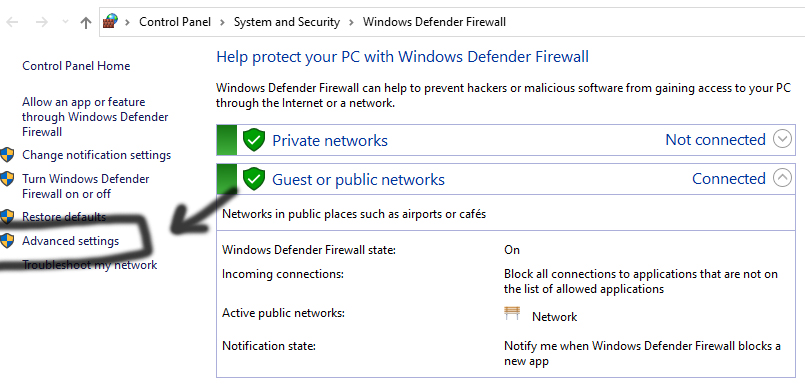 Control Panel > System and Security > Windows Defender Firewall
Control Panel Home
Allow an app or feature
through Windows Defender
Firewall
Change notification settings
Turn Windows Defender
Firewall on or off
Restore defaults
Advanced settings
Troubleshoot my network
Help protect your PC with Windows Defender Firewall
Windows Defender Firewall can help to prevent hackers or malicious software from gaining access to your PC
through the Internet or a network.
Private networks Not connected
Guest or public networks Connected
Networks in public places such as airports or cafés
Windows Defender Firewall state: On
Incoming connections: Block all connections to applications that are not on
the list of allowed applications
Active public networks: Network
Notification state: Notify me when Windows Defender Firewall blocks a
new app